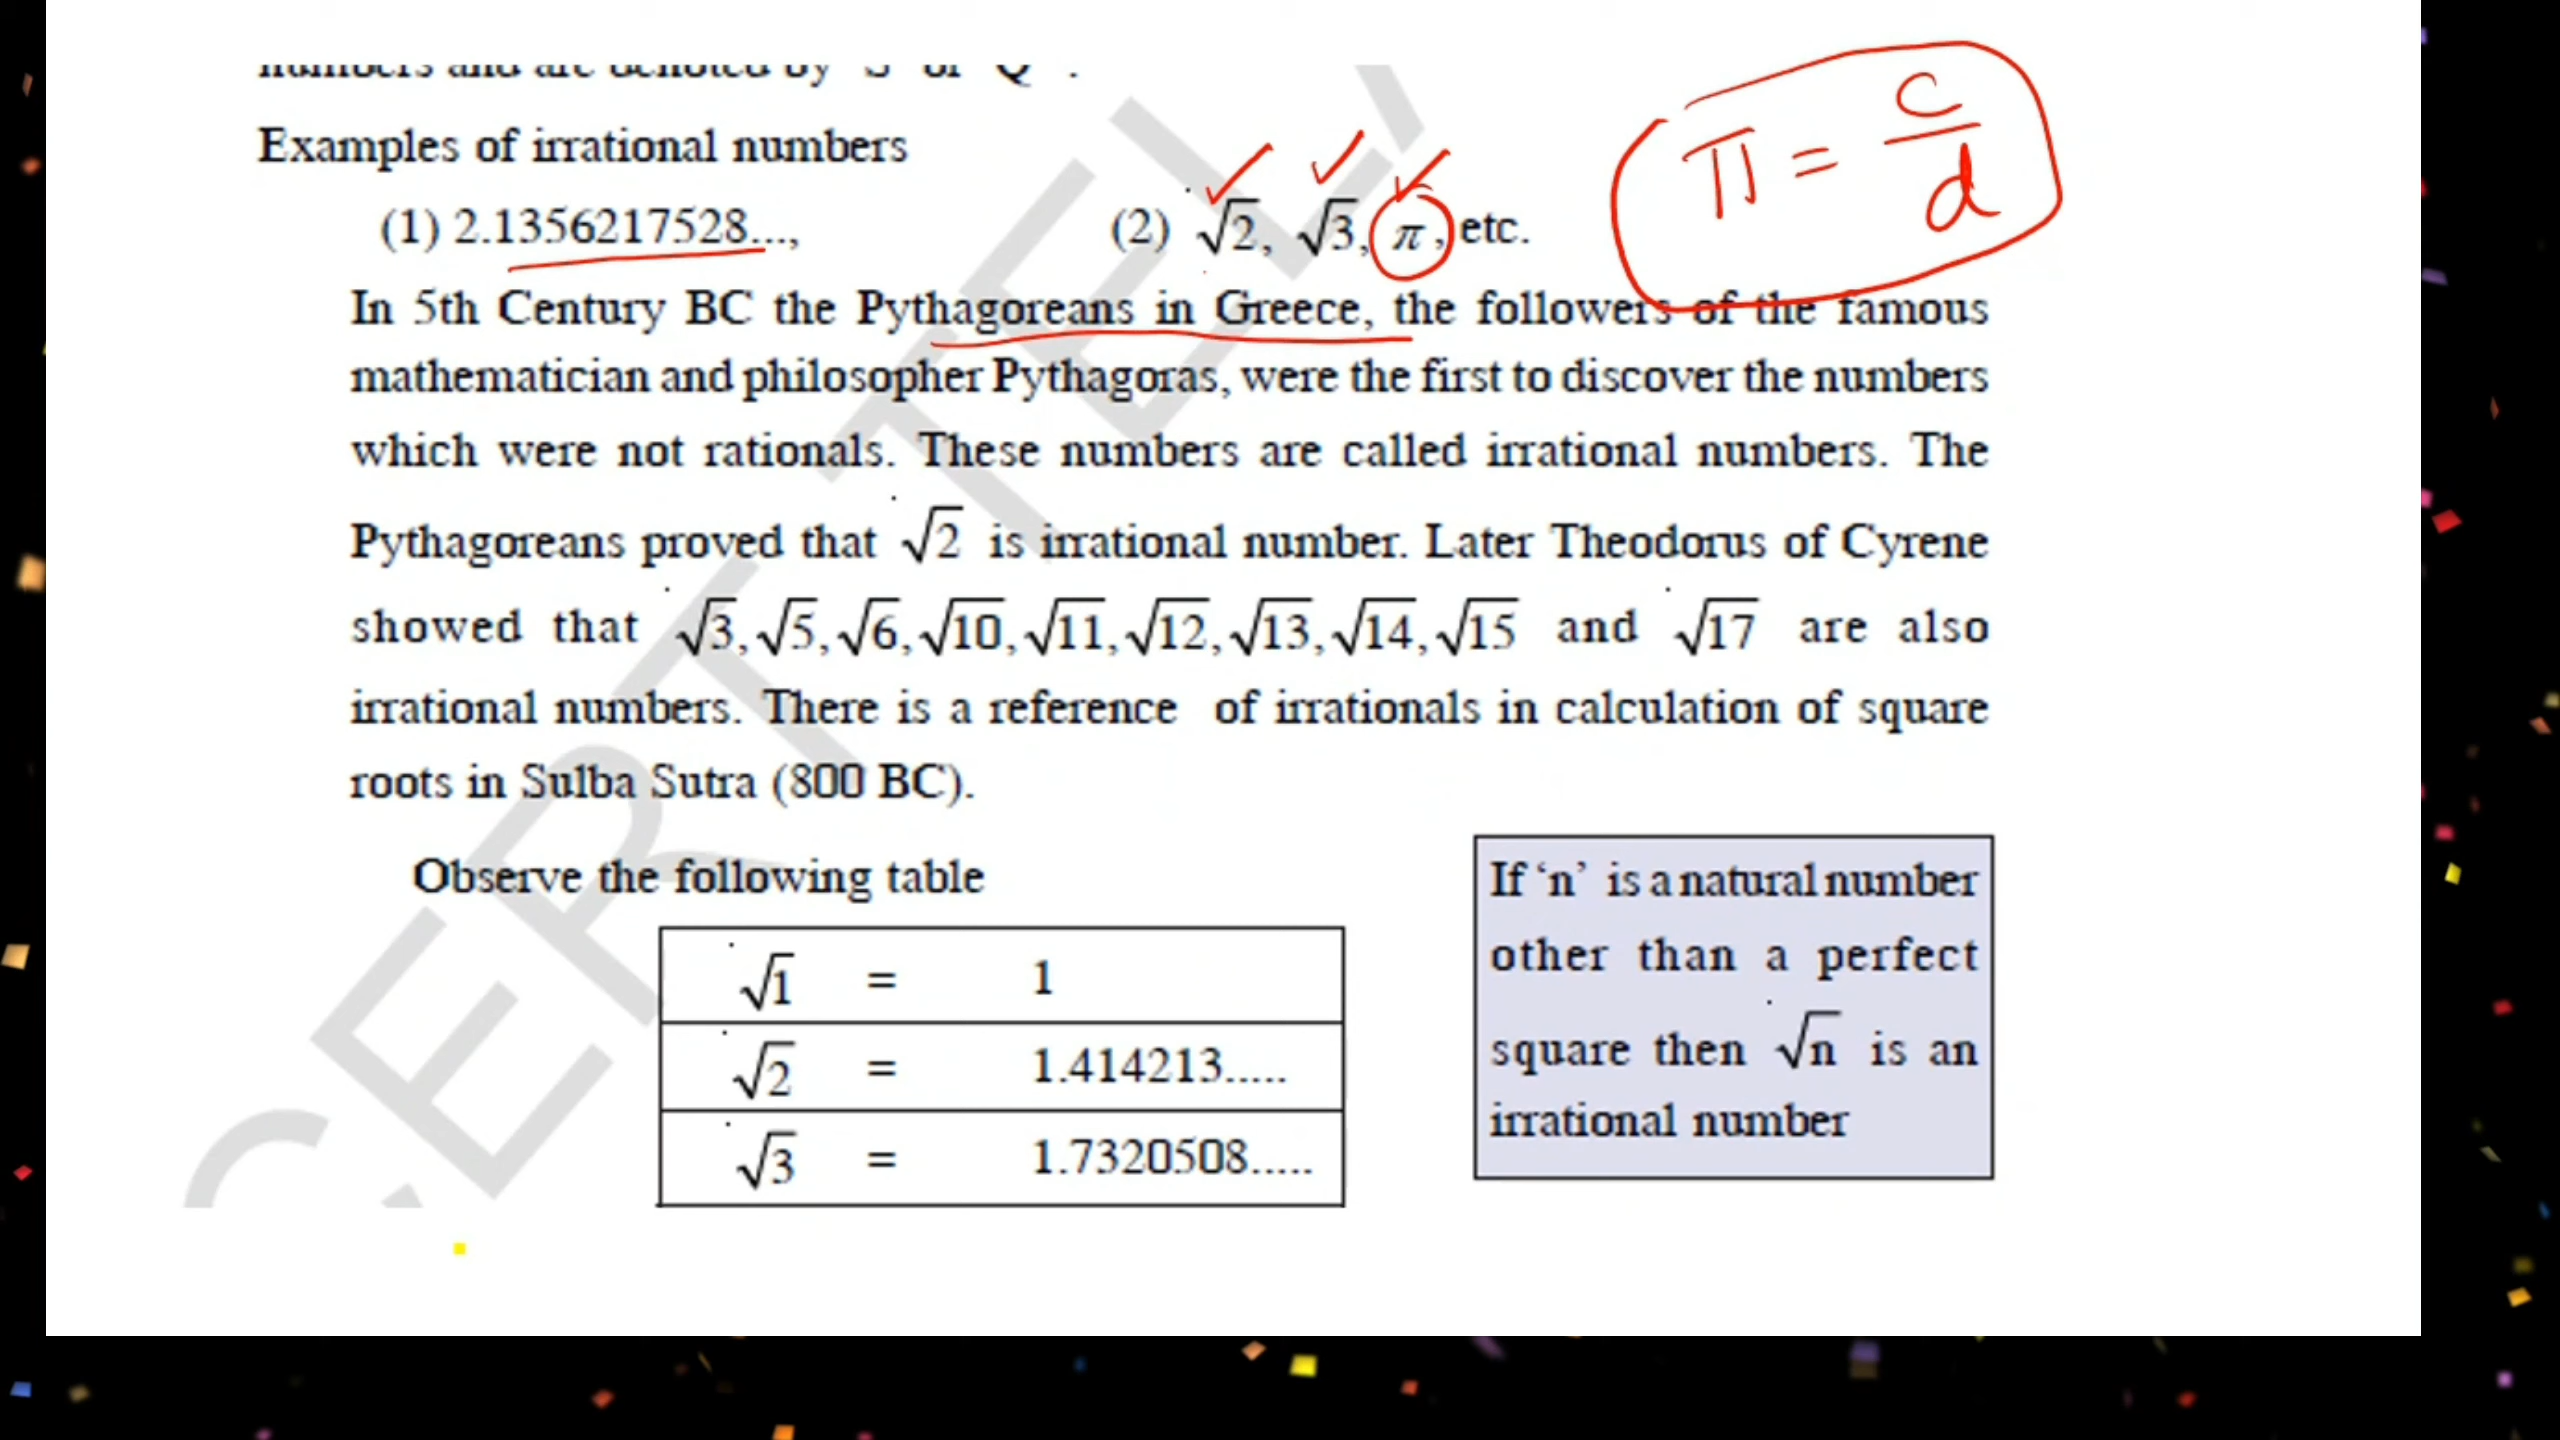 numbers and are denoted by 'S' or 'Q'
Examples of irrational numbers
(1) 2.1356217528..., (2) √2, √3, π, etc.
π = c/d
In 5th Century BC the Pythagoreans in Greece, the followers of the famous
mathematician and philosopher Pythagoras, were the first to discover the numbers
which were not rationals. These numbers are called irrational numbers. The
Pythagoreans proved that √2 is irrational number. Later Theodorus of Cyrene
showed that √3, √5, √6, √10, √11, √12, √13, √14, √15 and √17 are also
irrational numbers. There is a reference of irrationals in calculation of square
roots in Sulba Sutra (800 BC).
Observe the following table
√1 = 1
√2 = 1.414213.....
√3 = 1.7320508.....
If 'n' is a natural number
other than a perfect
square then √n is an
irrational number